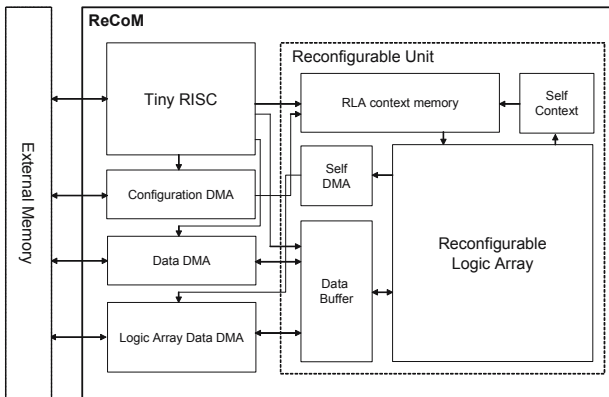 ReCoM
Reconfigurable Unit
Tiny RISC
RLA context memory
Self
Context
External Memory
Configuration DMA
Self
DMA
Data DMA
Data
Buffer
Reconfigurable
Logic Array
Logic Array Data DMA